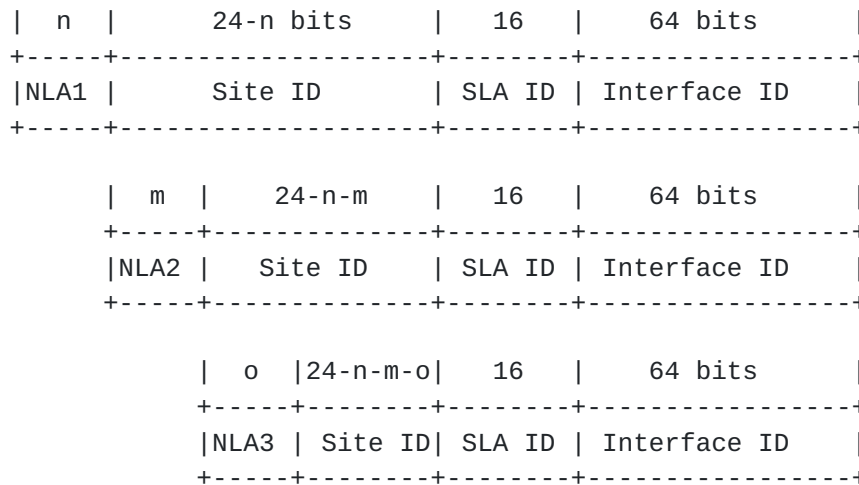 |  n  |      24-n bits     |   16   |    64 bits      |
+-----+--------------------+--------+-----------------+
|NLA1 |      Site ID       | SLA ID | Interface ID    |
+-----+--------------------+--------+-----------------+
      |  m  |    24-n-m    |   16   |    64 bits      |
      +-----+--------------+--------+-----------------+
      |NLA2 |   Site ID    | SLA ID | Interface ID    |
      +-----+--------------+--------+-----------------+
            |  o  |24-n-m-o|   16   |    64 bits      |
            +-----+--------+--------+-----------------+
            |NLA3 | Site ID| SLA ID | Interface ID    |
            +-----+--------+--------+-----------------+